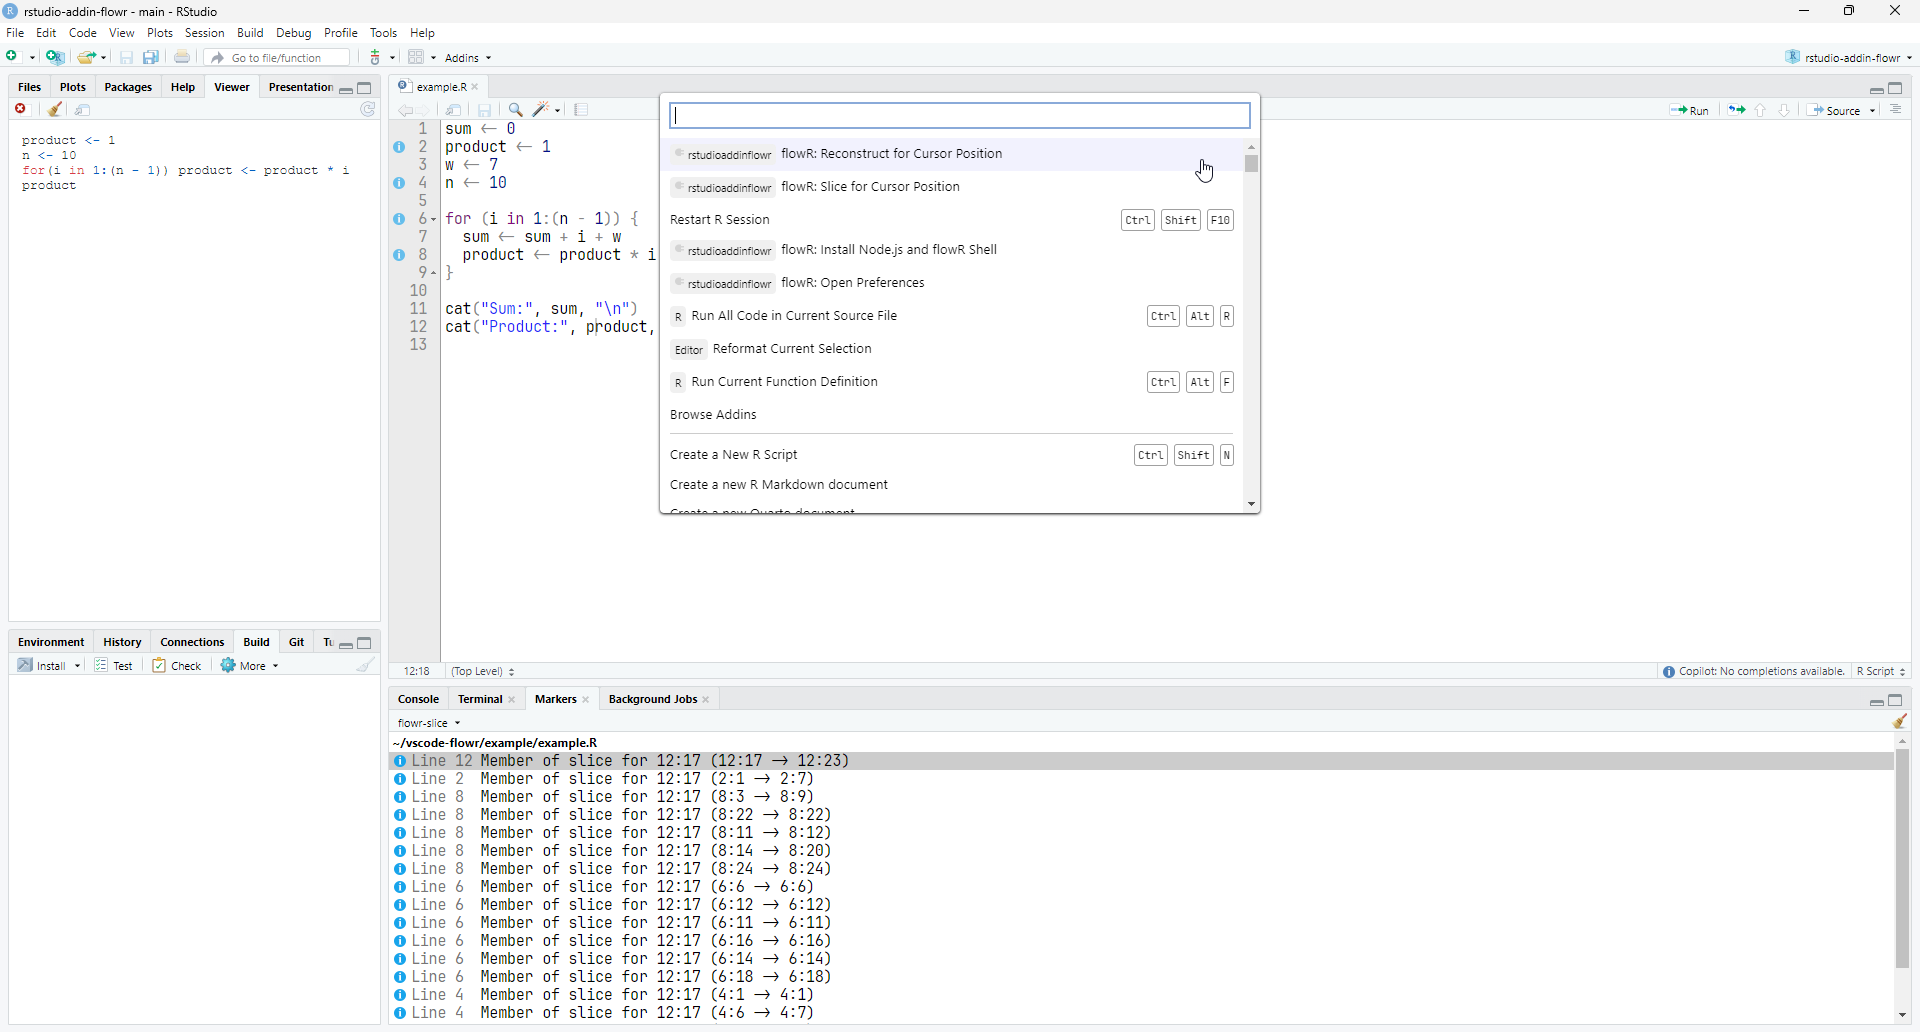 rstudio-addin-flowr - main - RStudio
File Edit Code View Plots Session Build Debug Profile Tools Help
Go to file/function Addins rstudio-addin-flowr
Files Plots Packages Help Viewer Presentation
product <- 1
n <- 10
for(i in 1:(n - 1)) product <- product * i
product
example.R
Run Source
1 sum ← 0
2 product ← 1
3 w ← 7
4 n ← 10
5
6 for (i in 1:(n - 1)) {
7 sum ← sum + i + w
8 product ← product * i
9 }
10
11 cat("Sum:", sum, "\n")
12 cat("Product:", product,
13
rstudioaddinflowr flowR: Reconstruct for Cursor Position
rstudioaddinflowr flowR: Slice for Cursor Position
Restart R Session Ctrl Shift F10
rstudioaddinflowr flowR: Install Node.js and flowR Shell
rstudioaddinflowr flowR: Open Preferences
R Run All Code in Current Source File Ctrl Alt R
Editor Reformat Current Selection
R Run Current Function Definition Ctrl Alt F
Browse Addins
Create a New R Script Ctrl Shift N
Create a new R Markdown document
Create a new Quarto document
12:18 (Top Level) Copilot: No completions available. R Script
Environment History Connections Build Git Tu
Install Test Check More
Console Terminal Markers Background Jobs
flowr-slice
~/vscode-flowr/example/example.R
Line 12 Member of slice for 12:17 (12:17 → 12:23)
Line 2 Member of slice for 12:17 (2:1 → 2:7)
Line 8 Member of slice for 12:17 (8:3 → 8:9)
Line 8 Member of slice for 12:17 (8:22 → 8:22)
Line 8 Member of slice for 12:17 (8:11 → 8:12)
Line 8 Member of slice for 12:17 (8:14 → 8:20)
Line 8 Member of slice for 12:17 (8:24 → 8:24)
Line 6 Member of slice for 12:17 (6:6 → 6:6)
Line 6 Member of slice for 12:17 (6:12 → 6:12)
Line 6 Member of slice for 12:17 (6:11 → 6:11)
Line 6 Member of slice for 12:17 (6:16 → 6:16)
Line 6 Member of slice for 12:17 (6:14 → 6:14)
Line 6 Member of slice for 12:17 (6:18 → 6:18)
Line 4 Member of slice for 12:17 (4:1 → 4:1)
Line 4 Member of slice for 12:17 (4:6 → 4:7)